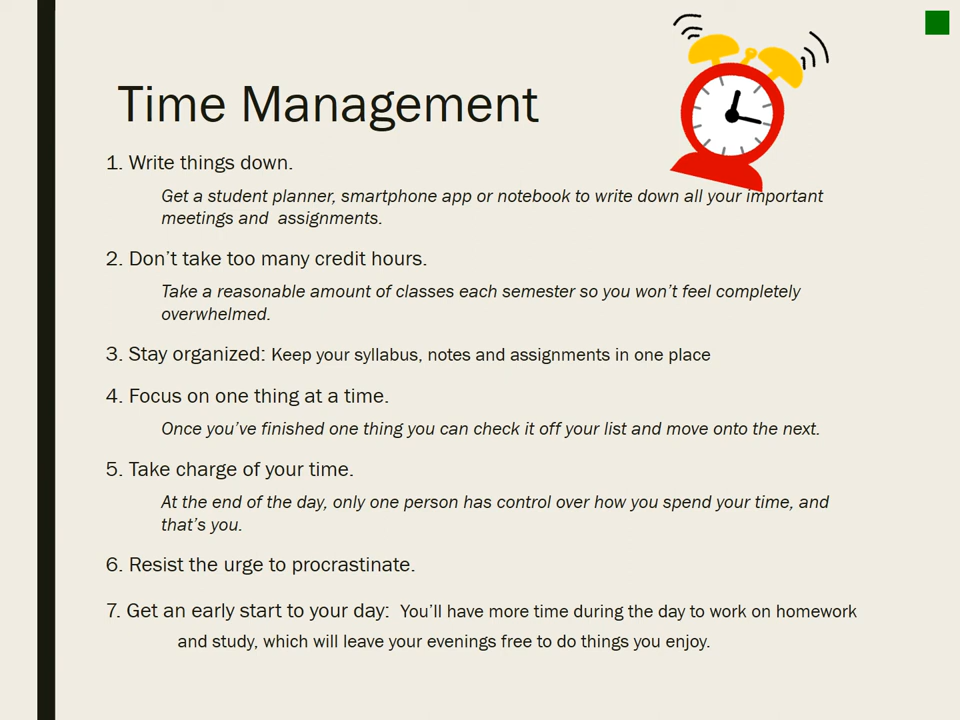 Time Management
1. Write things down.
Get a student planner, smartphone app or notebook to write down all your important
meetings and  assignments.
2. Don’t take too many credit hours.
Take a reasonable amount of classes each semester so you won’t feel completely
overwhelmed.
3. Stay organized: Keep your syllabus, notes and assignments in one place
4. Focus on one thing at a time.
Once you’ve finished one thing you can check it off your list and move onto the next.
5. Take charge of your time.
At the end of the day, only one person has control over how you spend your time, and
that’s you.
6. Resist the urge to procrastinate.
7. Get an early start to your day:  You’ll have more time during the day to work on homework
and study, which will leave your evenings free to do things you enjoy.